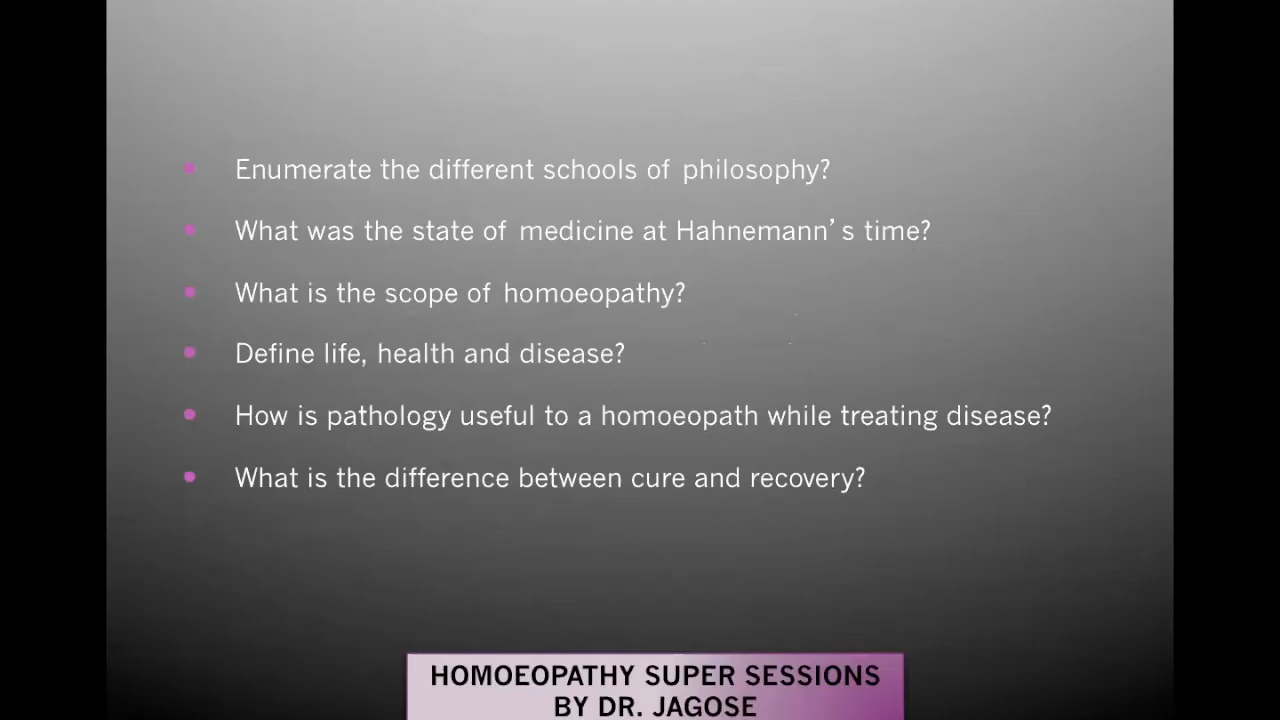 Enumerate the different schools of philosophy?
What was the state of medicine at Hahnemann's time?
What is the scope of homoeopathy?
Define life, health and disease?
How is pathology useful to a homoeopath while treating disease?
What is the difference between cure and recovery?
HOMOEOPATHY SUPER SESSIONS
BY DR. JAGOSE